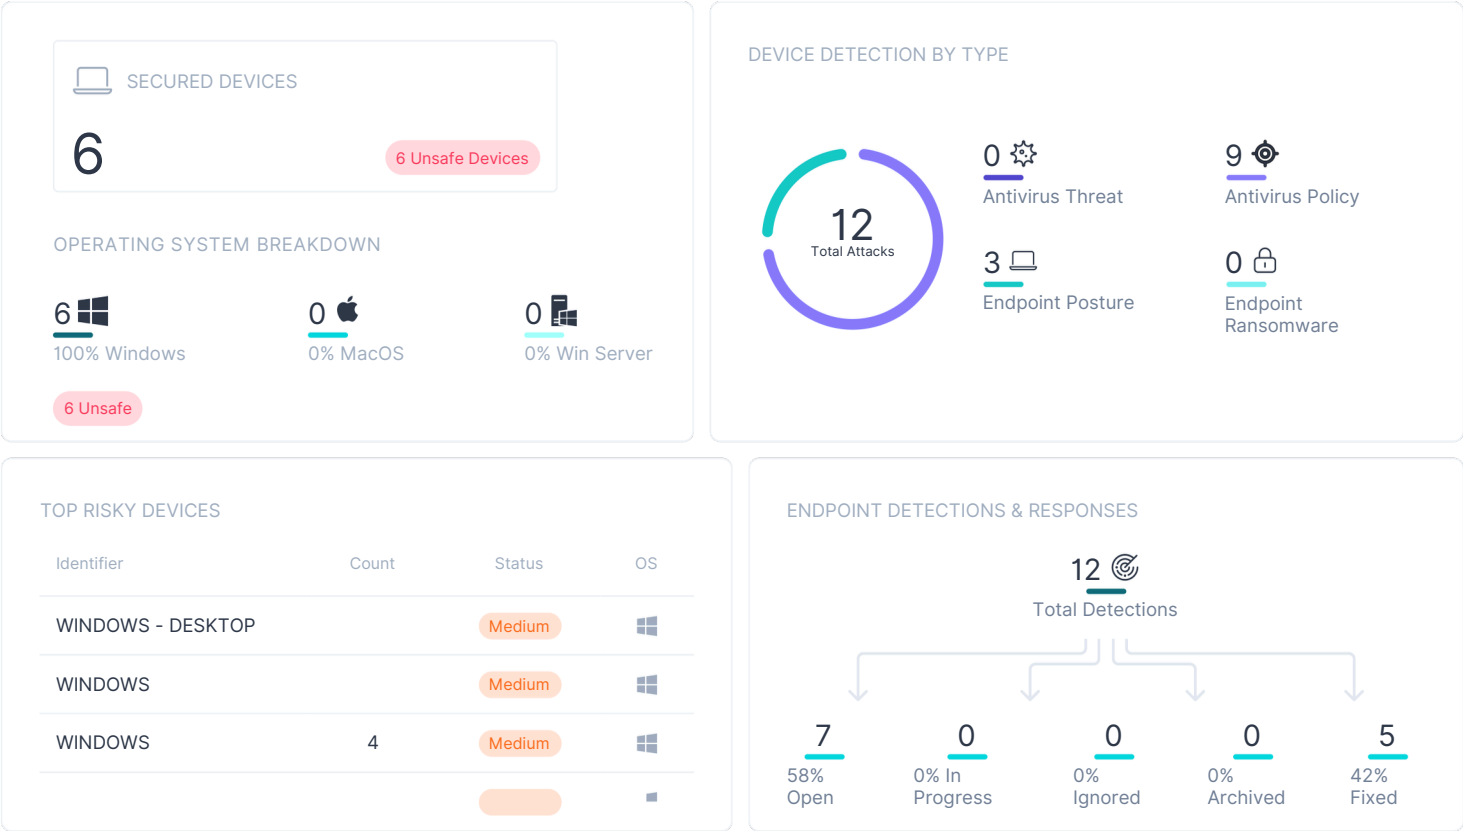 SECURED DEVICES
6
6 Unsafe Devices
OPERATING SYSTEM BREAKDOWN
6
100% Windows
0
0% MacOS
0
0% Win Server
6 Unsafe
DEVICE DETECTION BY TYPE
12
Total Attacks
0
Antivirus Threat
9
Antivirus Policy
3
Endpoint Posture
0
Endpoint
Ransomware
TOP RISKY DEVICES
Identifier Count Status OS
WINDOWS - DESKTOP Medium
WINDOWS Medium
WINDOWS 4 Medium
ENDPOINT DETECTIONS & RESPONSES
12
Total Detections
7
58%
Open
0
0% In
Progress
0
0%
Ignored
0
0%
Archived
5
42%
Fixed